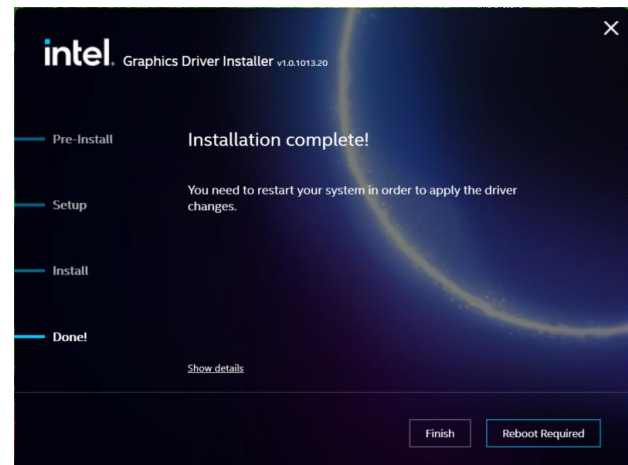 intel. Graphics Driver Installer v1.0.1013.20
Pre-Install
Installation complete!
You need to restart your system in order to apply the driver
changes.
Setup
Install
Done!
Show details
Finish
Reboot Required